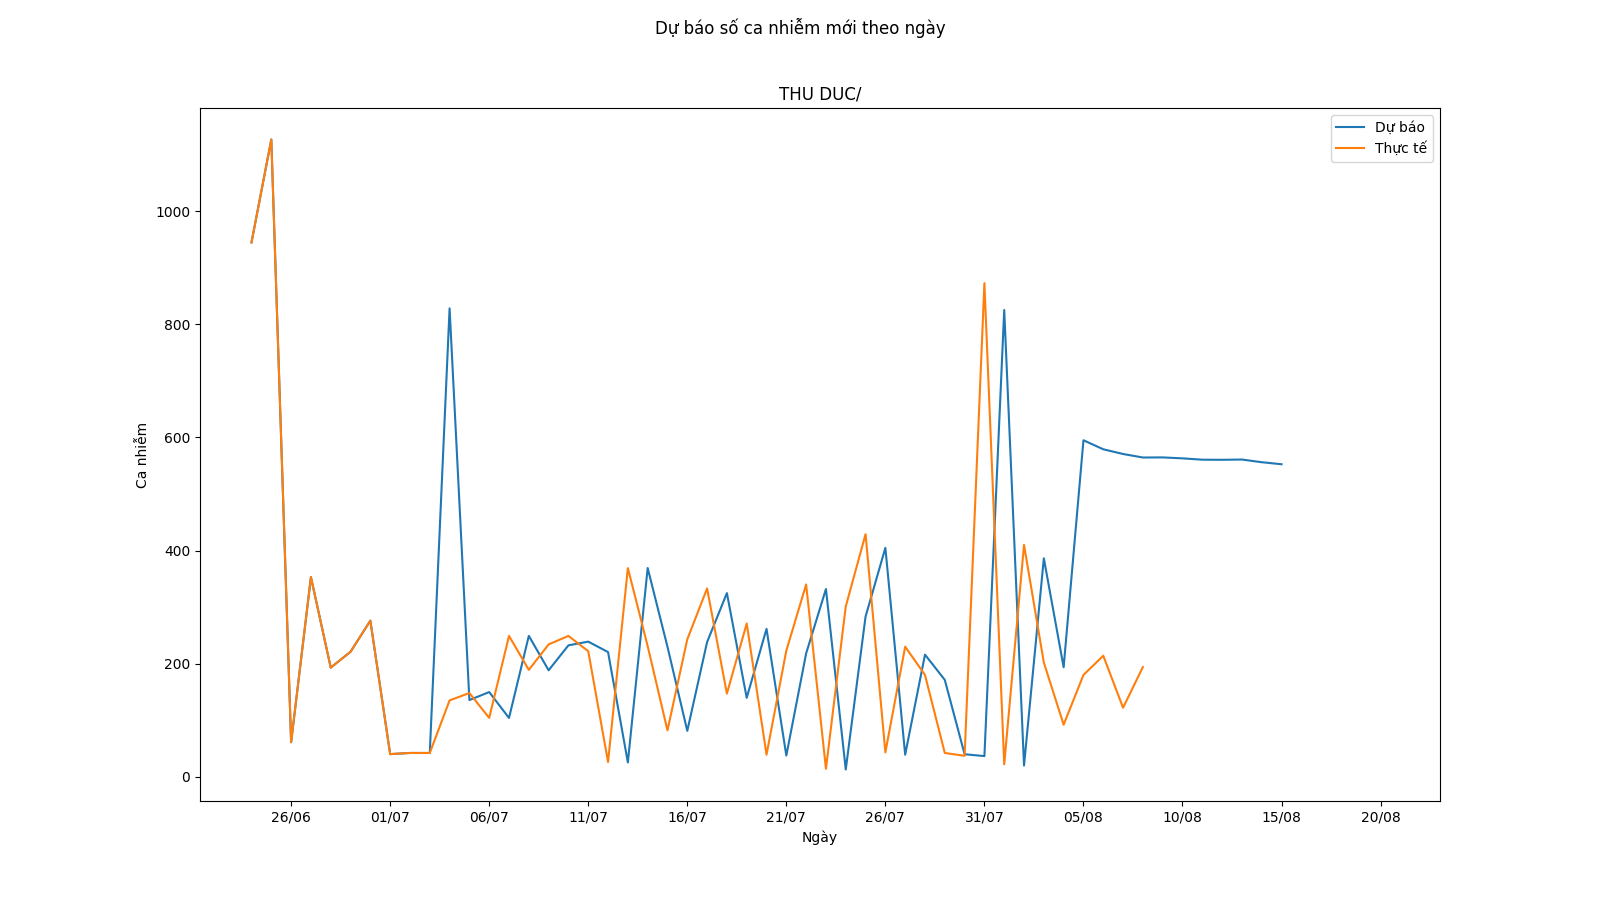 Dự báo số ca nhiễm mới theo ngày
THU DUC/
Dự báo
Thực tế
1000
800
600
400
200
0
Ca nhiễm
26/06 01/07 06/07 11/07 16/07 21/07 26/07 31/07 05/08 10/08 15/08 20/08
Ngày